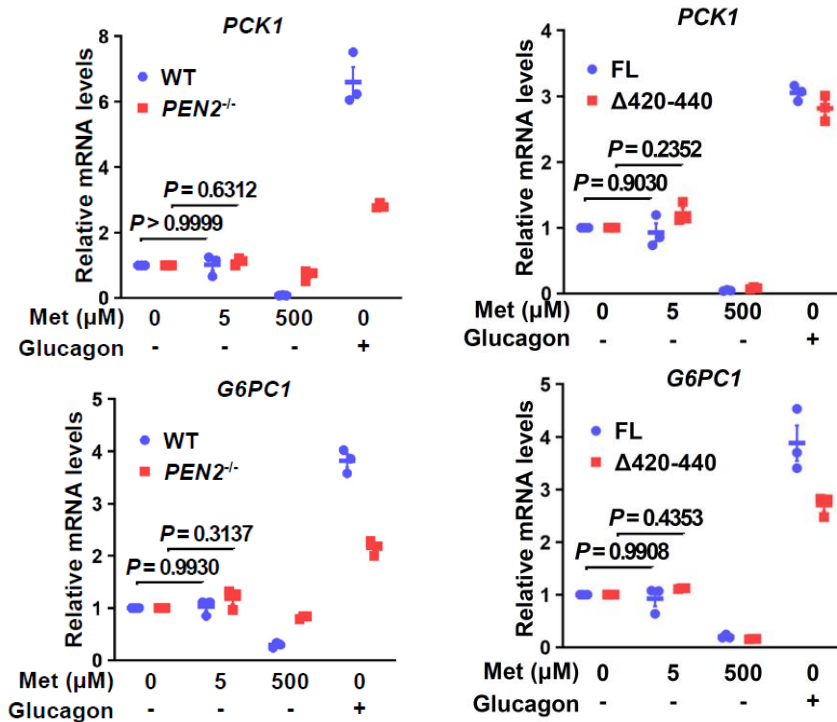 PCK1
Relative mRNA levels
8
6
4
2
0
WT
PEN2-/-
P = 0.6312
P > 0.9999
Met (µM) 0 5 500 0
Glucagon - - - +
PCK1
Relative mRNA levels
4
3
2
1
0
FL
Δ420-440
P = 0.2352
P = 0.9030
Met (µM) 0 5 500 0
Glucagon - - - +
G6PC1
Relative mRNA levels
5
4
3
2
1
0
WT
PEN2-/-
P = 0.3137
P = 0.9930
Met (µM) 0 5 500 0
Glucagon - - - +
G6PC1
Relative mRNA levels
5
4
3
2
1
0
FL
Δ420-440
P = 0.4353
P = 0.9908
Met (µM) 0 5 500 0
Glucagon - - - +